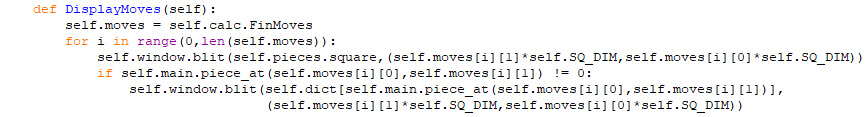 def DisplayMoves(self):
self.moves = self.calc.FinMoves
for i in range(0,len(self.moves)):
self.window.blit(self.pieces.square,(self.moves[i][1]*self.SQ_DIM,self.moves[i][0]*self.SQ_DIM))
if self.main.piece_at(self.moves[i][0],self.moves[i][1]) != 0:
self.window.blit(self.dict[self.main.piece_at(self.moves[i][0],self.moves[i][1])],
(self.moves[i][1]*self.SQ_DIM,self.moves[i][0]*self.SQ_DIM))